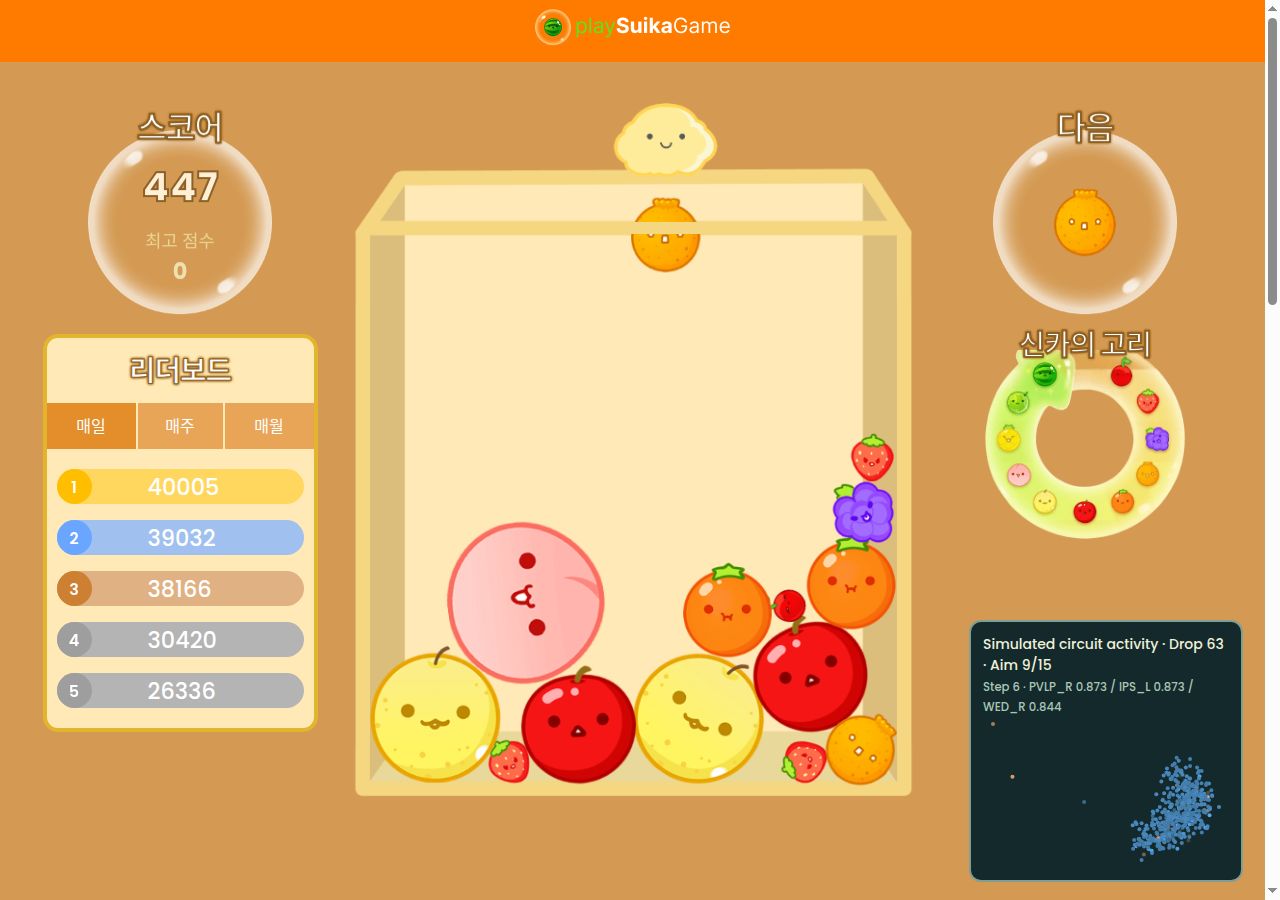 playSuikaGame
스코어
447
최고 점수
0
다음
신카의 고리
리더보드
매일 매주 매월
1 40005
2 39032
3 38166
4 30420
5 26336
Simulated circuit activity · Drop 63
· Aim 9/15
Step 6 · PVLP_R 0.873 / IPS_L 0.873 /
WED_R 0.844